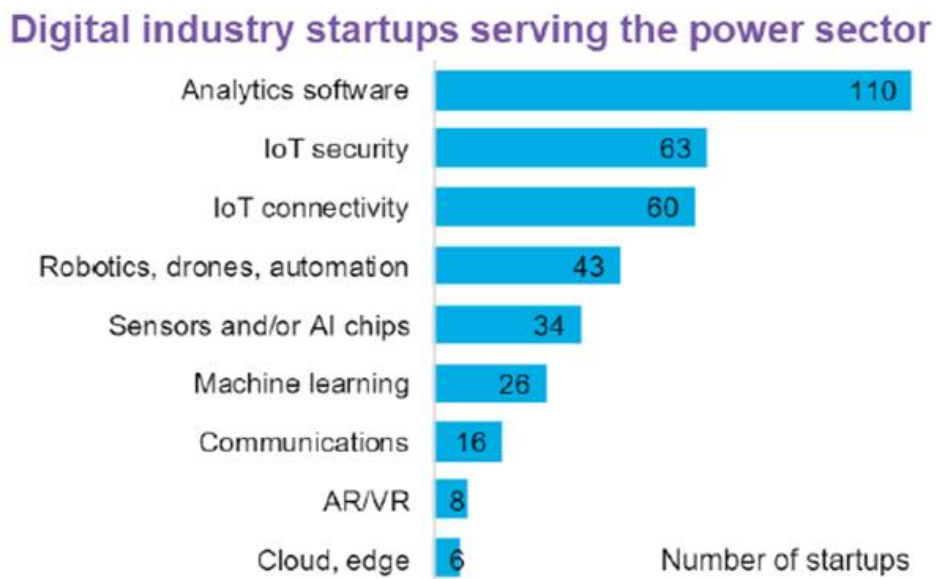 Digital industry startups serving the power sector
Analytics software 110
IoT security 63
IoT connectivity 60
Robotics, drones, automation 43
Sensors and/or AI chips 34
Machine learning 26
Communications 16
AR/VR 8
Cloud, edge 6
Number of startups